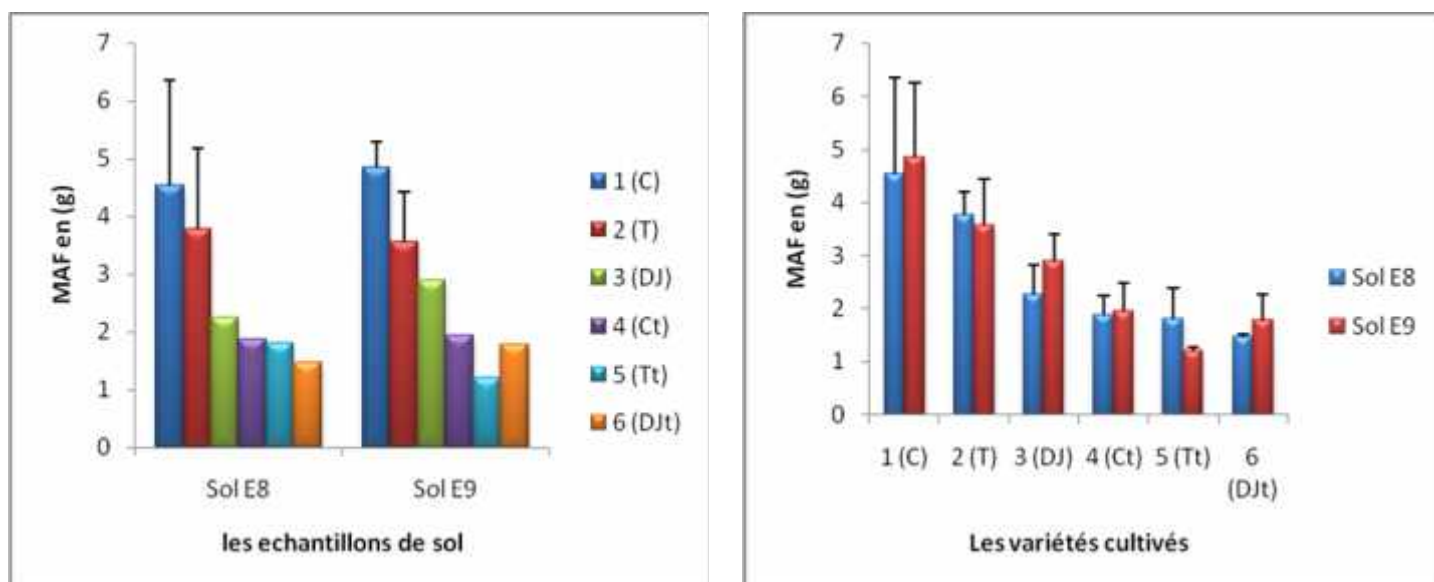 7
6
5
4
3
2
1
0
MAF en (g)
Sol E8 Sol E9
les echantillons de sol
1 (C)
2 (T)
3 (DJ)
4 (Ct)
5 (Tt)
6 (DJt)
7
6
5
4
3
2
1
0
MAF en (g)
1 (C) 2 (T) 3 (DJ) 4 (Ct) 5 (Tt) 6
(DJt)
Les variétés cultivés
Sol E8
Sol E9